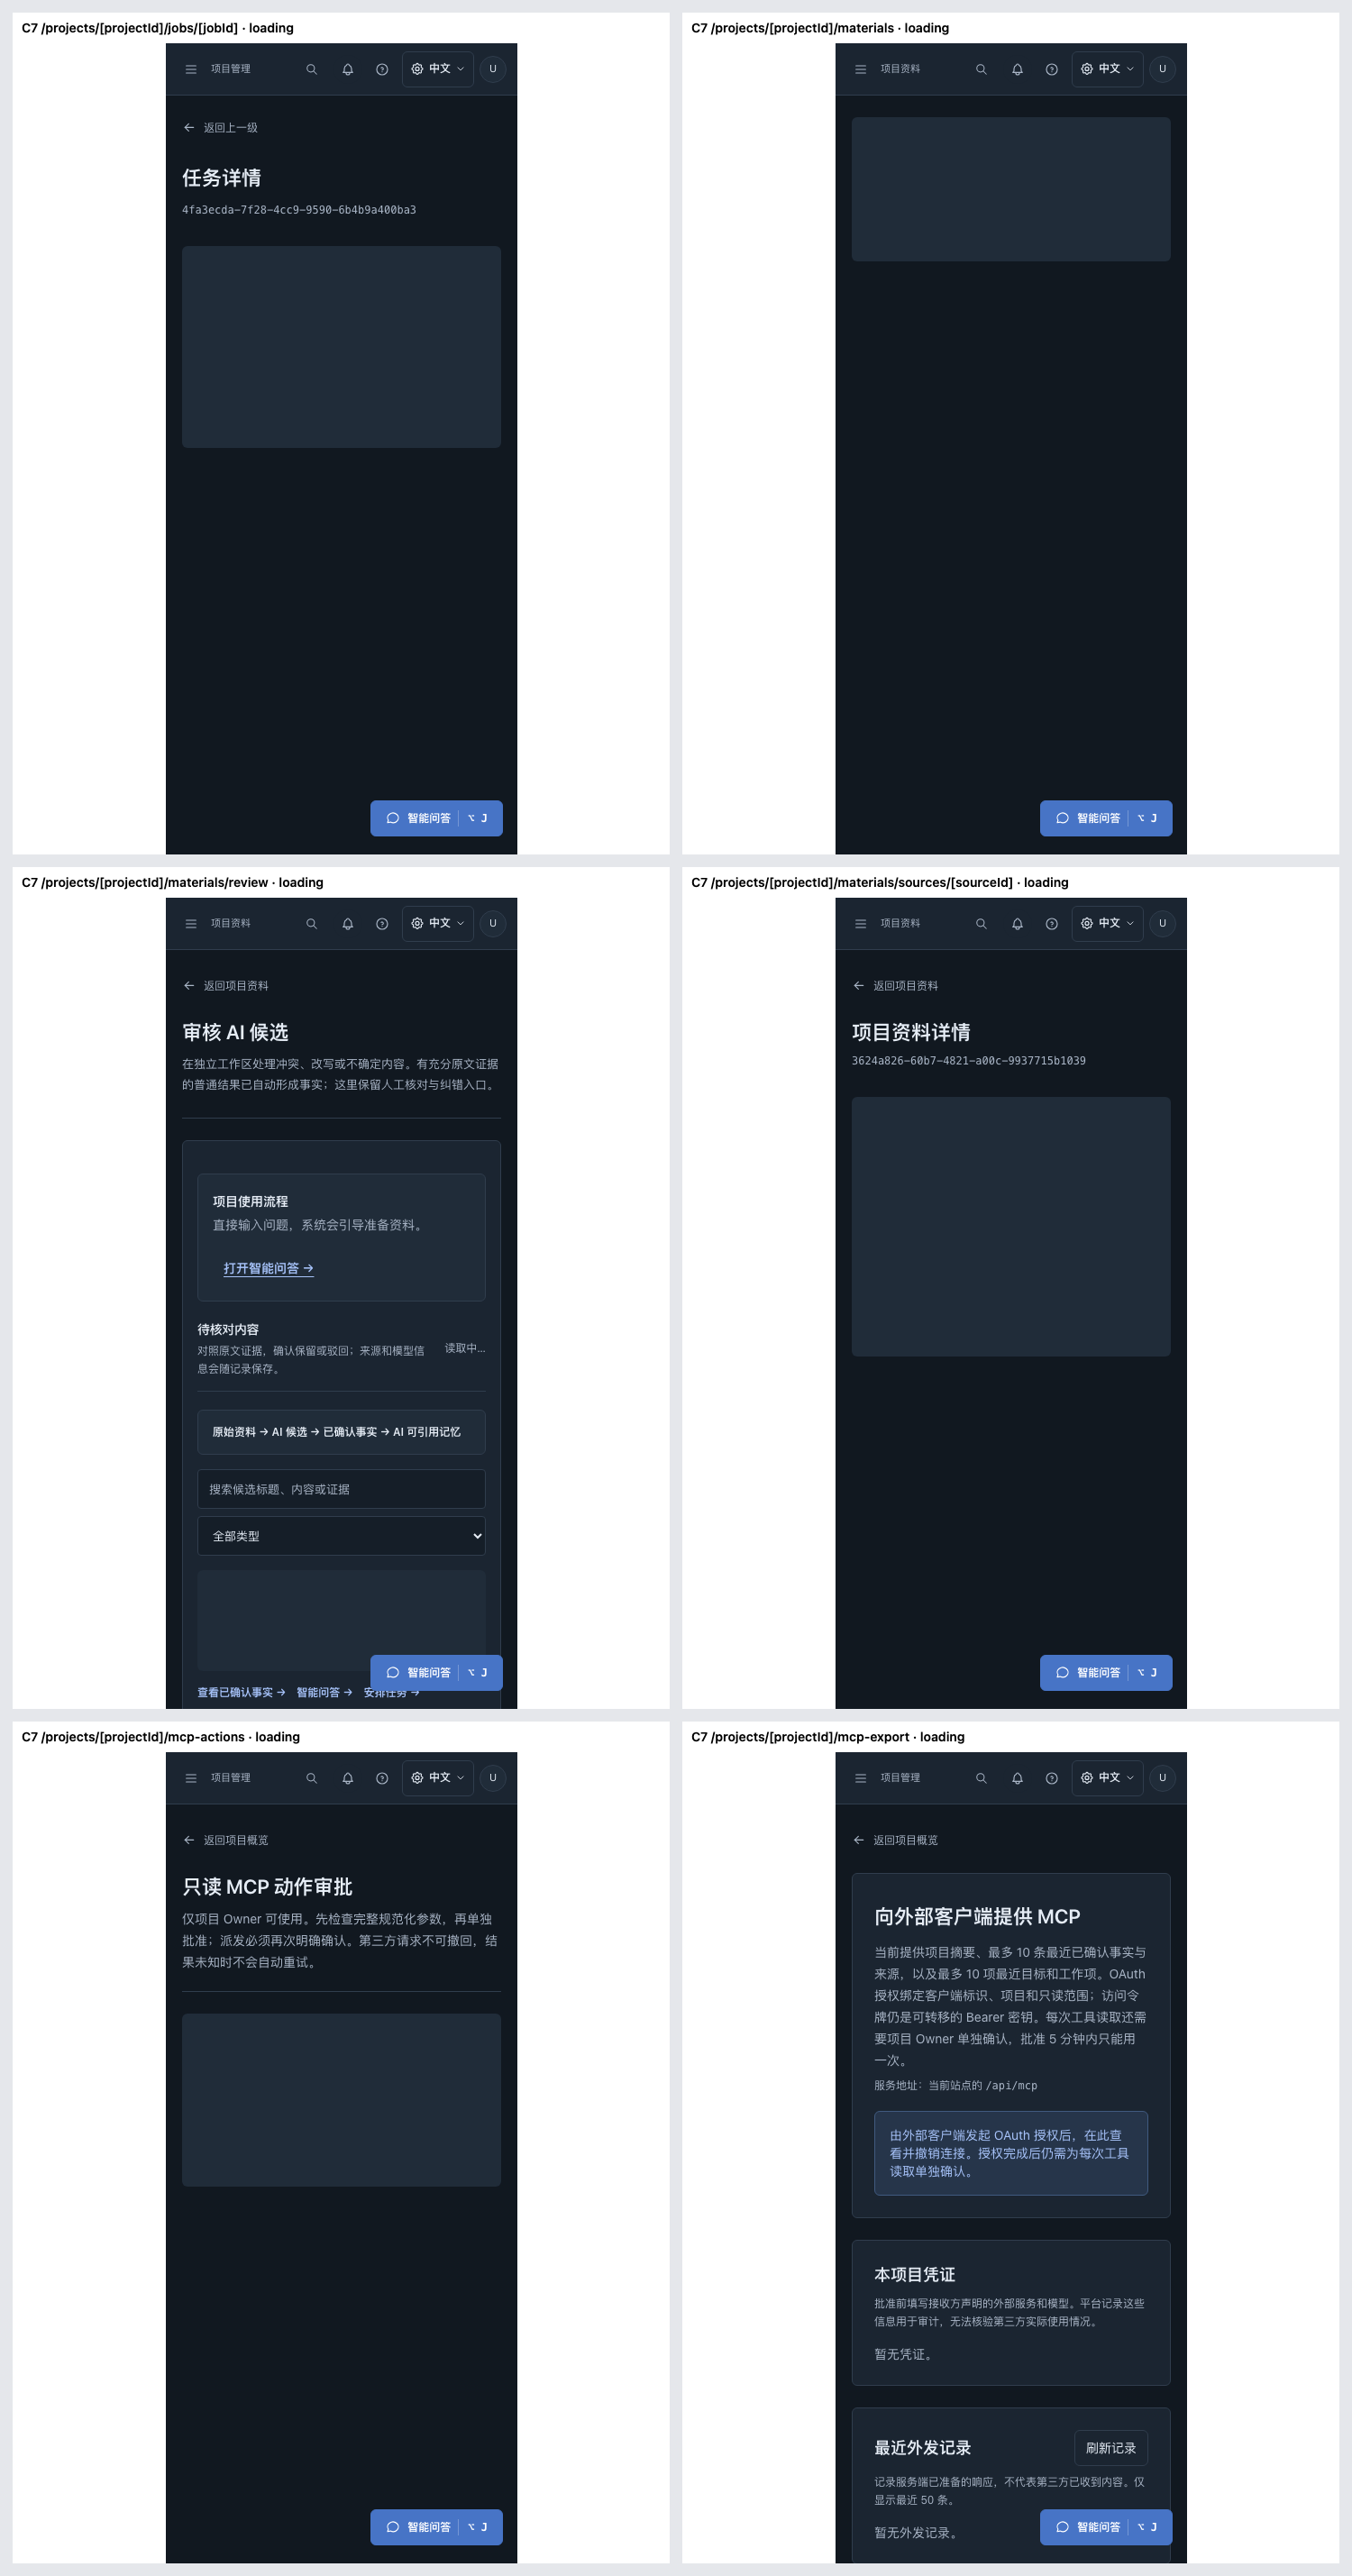 C7 /projects/[projectId]/jobs/[jobId] · loading
项目管理
中文
U
返回上一级
任务详情
4fa3ecda-7f28-4cc9-9590-6b4b9a400ba3
智能问答 ⌥ J
C7 /projects/[projectId]/materials · loading
项目资料
中文
U
智能问答 ⌥ J
C7 /projects/[projectId]/materials/review · loading
项目资料
中文
U
← 返回项目资料
审核 AI 候选
在独立工作区处理冲突、改写或不确定内容。有充分原文证据
的普通结果已自动形成事实；这里保留人工核对与纠错入口。
项目使用流程
直接输入问题，系统会引导准备资料。
打开智能问答 →
待核对内容
对照原文证据，确认保留或驳回；来源和模型信
息会随记录保存。
读取中...
原始资料 → AI 候选 → 已确认事实 → AI 可引用记忆
搜索候选标题、内容或证据
全部类型
查看已确认事实 → 智能问答 → 安排任务 →
智能问答 ⌥ J
C7 /projects/[projectId]/materials/sources/[sourceId] · loading
项目资料
中文
U
← 返回项目资料
项目资料详情
3624a826-60b7-4821-a00c-9937715b1039
智能问答 ⌥ J
C7 /projects/[projectId]/mcp-actions · loading
项目管理
中文
U
← 返回项目概览
只读 MCP 动作审批
仅项目 Owner 可使用。先检查完整规范化参数，再单独
批准；派发必须再次明确确认。第三方请求不可撤回，结
果未知时不会自动重试。
智能问答 ⌥ J
C7 /projects/[projectId]/mcp-export · loading
项目管理
中文
U
← 返回项目概览
向外部客户端提供 MCP
当前提供项目摘要、最多 10 条最近已确认事实与
来源，以及最多 10 项最近目标和工作项。OAuth
授权绑定客户端标识、项目和只读范围；访问令
牌仍是可转移的 Bearer 密钥。每次工具读取还需
要项目 Owner 单独确认，批准 5 分钟内只能用
一次。
服务地址：当前站点的 /api/mcp
由外部客户端发起 OAuth 授权后，在此查
看并撤销连接。授权完成后仍需为每次工具
读取单独确认。
本项目凭证
批准前填写接收方声明的外部服务和模型。平台记录这些
信息用于审计，无法核验第三方实际使用情况。
暂无凭证。
最近外发记录
刷新记录
记录服务端已准备的响应，不代表第三方已收到内容。仅
显示最近 50 条。
暂无外发记录。
智能问答 ⌥ J